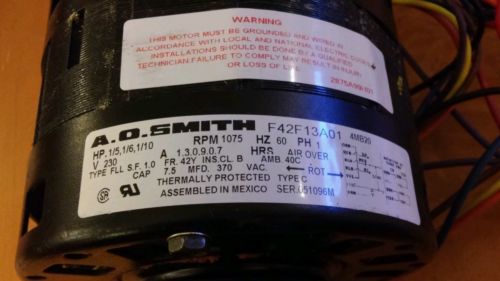 WARNING
THIS MOTOR MUST BE GROUNDED AND WIRED IN
ACCORDANCE WITH LOCAL AND NATIONAL ELECTRIC CODES.
INSTALLATIONS SHOULD BE DONE BY A QUALIFIED
TECHNICIAN. FAILURE TO COMPLY MAY RESULT IN INJURY
OR LOSS OF LIFE.
A.O.SMITH F42F13A01 4MB20
HP. 1/5,1/6,1/10 RPM 1075 HZ 60 PH 1
V 230 A 1.3,0.9,0.7 HRS AIR OVER
TYPE FLL S.F. 1.0 FR. 42Y INS.CL. B AMB 40C
CAP 7.5 MFD. 370 VAC. ROT
THERMALLY PROTECTED TYPE C
ASSEMBLED IN MEXICO SER.051096M